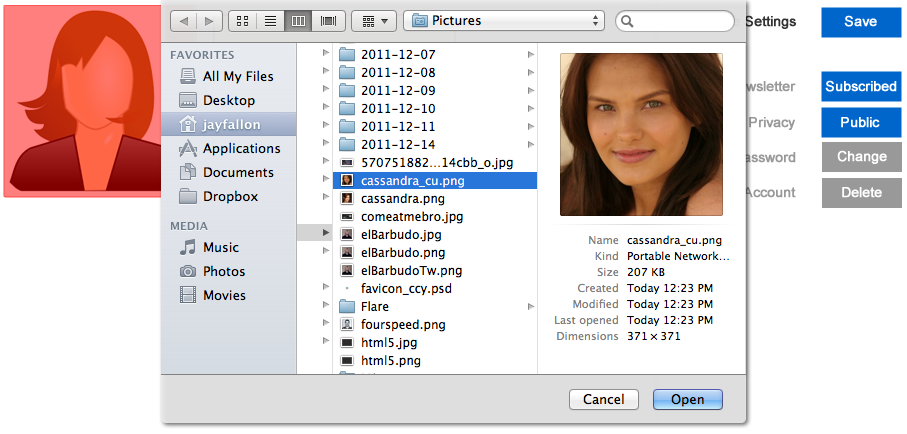 Pictures
Settings
Save
FAVORITES
All My Files
Desktop
jayfallon
Applications
Documents
Dropbox
MEDIA
Music
Photos
Movies
2011-12-07
2011-12-08
2011-12-09
2011-12-10
2011-12-11
2011-12-14
570751882...14cbb_o.jpg
cassandra_cu.png
cassandra.png
comeatmebro.jpg
elBarbudo.jpg
elBarbudo.png
elBarbudoTw.png
favicon_ccy.psd
Flare
fourspeed.png
html5.jpg
html5.png
Name cassandra_cu.png
Kind Portable Network...
Size 207 KB
Created Today 12:23 PM
Modified Today 12:23 PM
Last opened Today 12:23 PM
Dimensions 371 × 371
wsletter Subscribed
Privacy Public
assword Change
Account Delete
Cancel Open